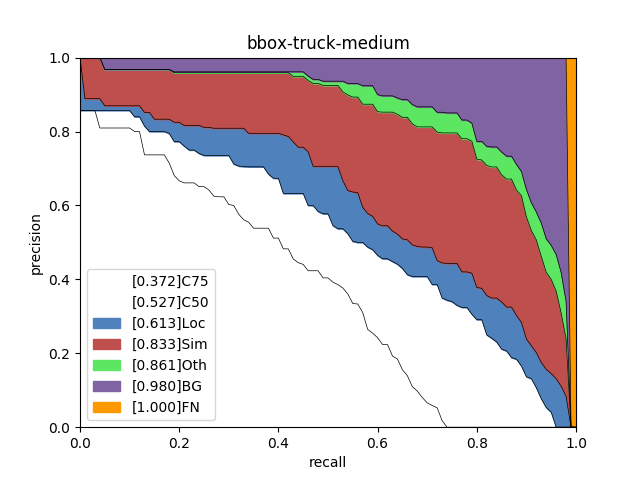 bbox-truck-medium
1.0
0.8
0.6
0.4
0.2
0.0
precision
[0.372]C75
[0.527]C50
[0.613]Loc
[0.833]Sim
[0.861]Oth
[0.980]BG
[1.000]FN
0.0 0.2 0.4 0.6 0.8 1.0
recall